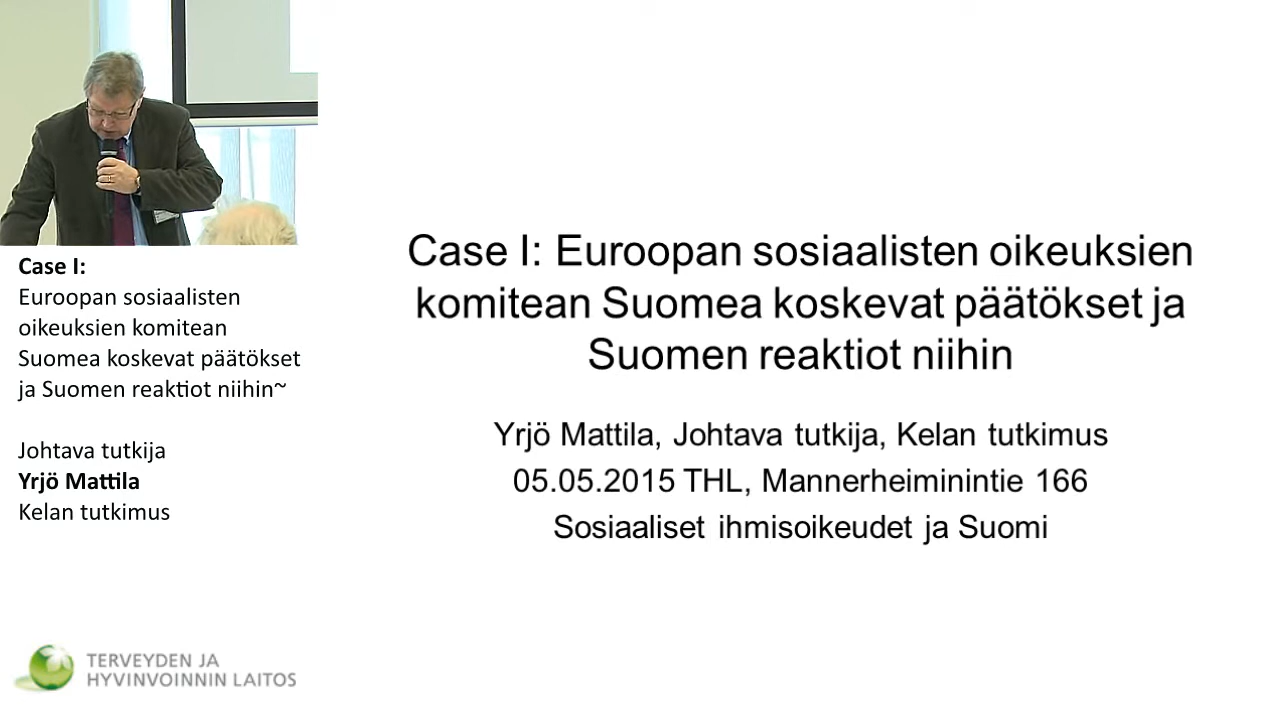 Case I:
Euroopan sosiaalisten
oikeuksien komitean
Suomea koskevat päätökset
ja Suomen reaktiot niihin~
Johtava tutkija
Yrjö Mattila
Kelan tutkimus
TERVEYDEN JA
HYVINVOINNIN LAITOS
Case I: Euroopan sosiaalisten oikeuksien
komitean Suomea koskevat päätökset ja
Suomen reaktiot niihin
Yrjö Mattila, Johtava tutkija, Kelan tutkimus
05.05.2015 THL, Mannerheiminintie 166
Sosiaaliset ihmisoikeudet ja Suomi